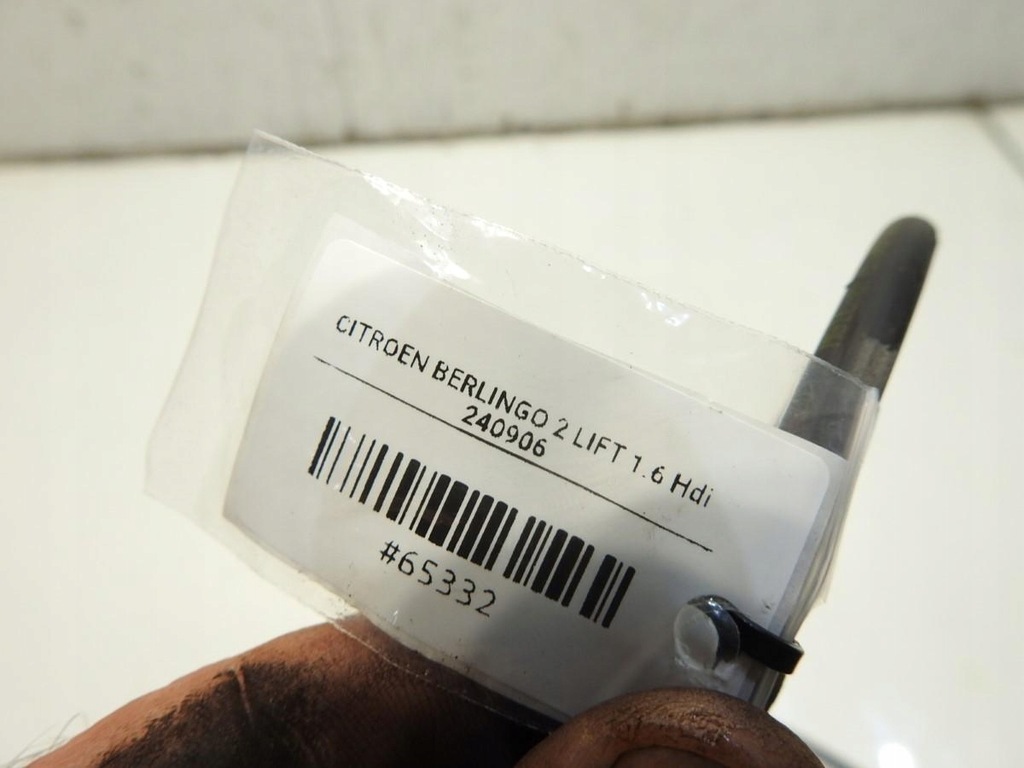 CITROEN BERLINGO 2 LIFT 1.6 Hdi
240906
#65332